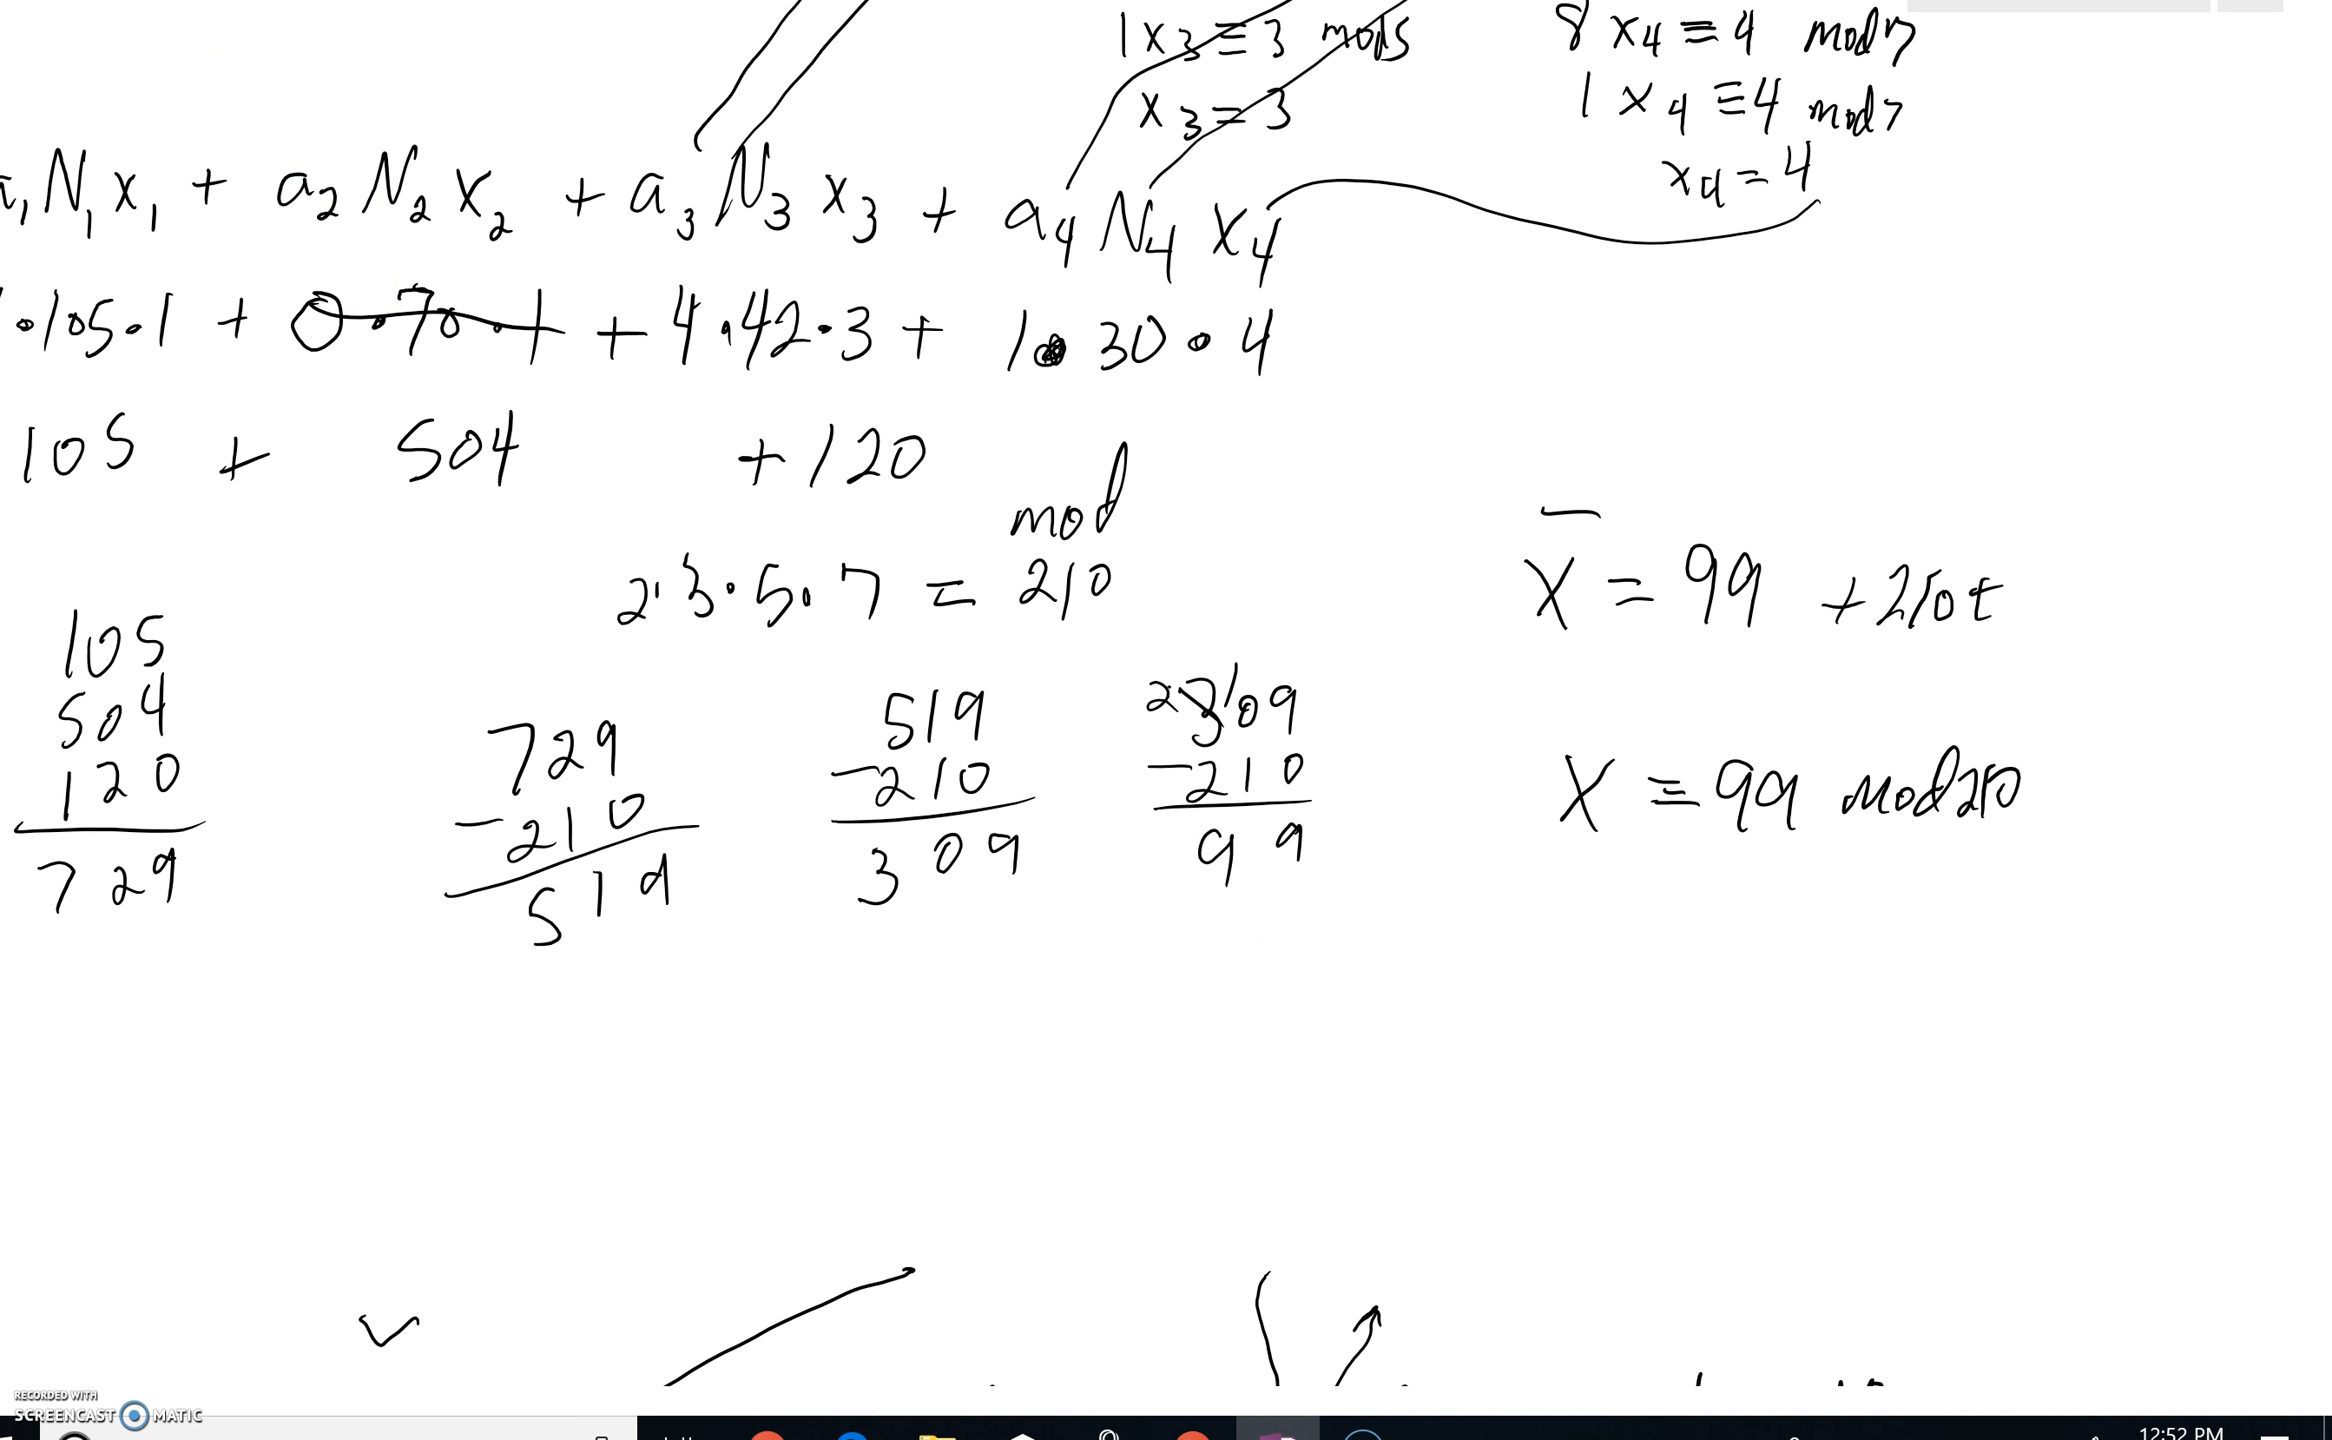 1x3≡3 mod5
8x4≡4 mod7
1x4≡4 mod7
x3=3
x4=4
N1x1 + a2N2x2 + a3N3x3 + a4N4x4
·105·1 + 0·70·1 + 4·42·3 + 1·30·4
105 + 504 + 120
mod
2·3·5·7 = 210
x = 99 + 210t
105
504
120
729
729
-210
519
519
-210
309
309
-210
99
x ≡ 99 mod 210
RECORDED WITH
SCREENCAST MATIC
12:52 PM